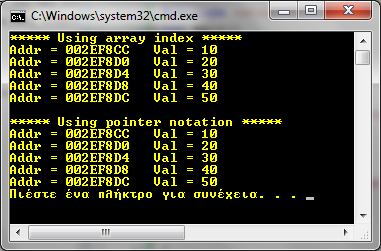 C:\Windows\system32\cmd.exe
***** Using array index *****
Addr = 002EF8CC   Val = 10
Addr = 002EF8D0   Val = 20
Addr = 002EF8D4   Val = 30
Addr = 002EF8D8   Val = 40
Addr = 002EF8DC   Val = 50
***** Using pointer notation *****
Addr = 002EF8CC   Val = 10
Addr = 002EF8D0   Val = 20
Addr = 002EF8D4   Val = 30
Addr = 002EF8D8   Val = 40
Addr = 002EF8DC   Val = 50
Πιέστε ένα πλήκτρο για συνέχεια. . . _